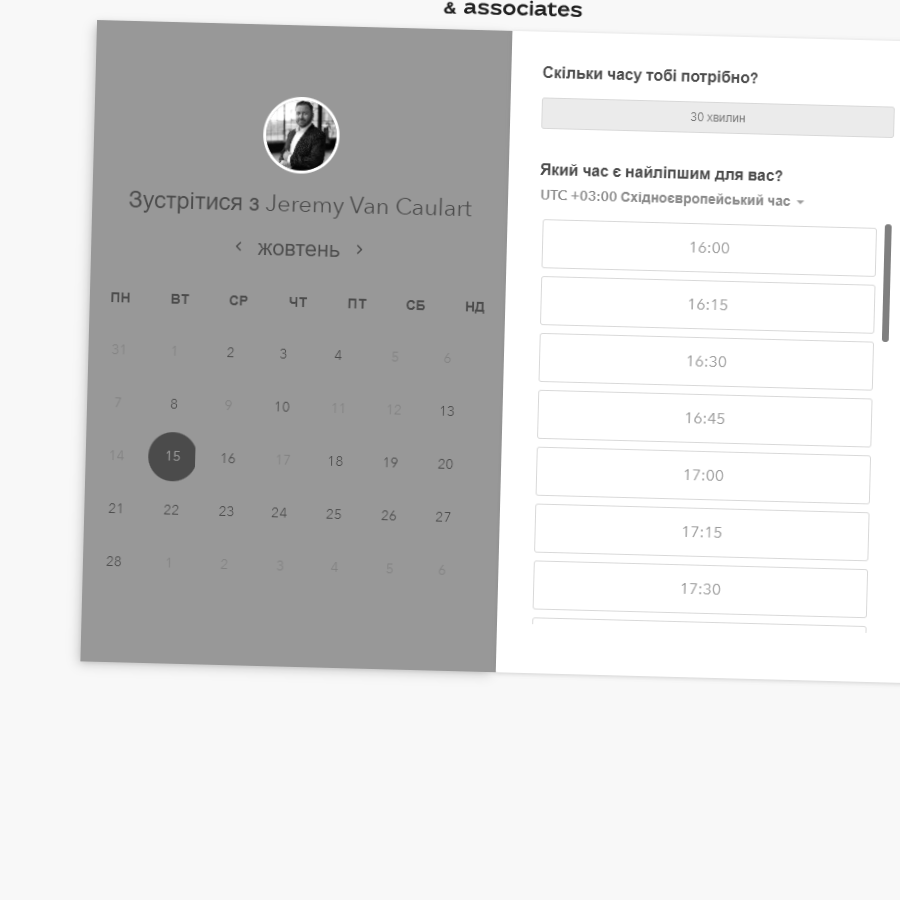 & associates
Зустрітися з Jeremy Van Caulart
жовтень
ПН ВТ СР ЧТ ПТ СБ НД
31 1 2 3 4 5 6
7 8 9 10 11 12 13
14 15 16 17 18 19 20
21 22 23 24 25 26 27
28 1 2 3 4 5 6
Скільки часу тобі потрібно?
30 хвилин
Який час є найліпшим для вас?
UTC +03:00 Східноєвропейський час
16:00
16:15
16:30
16:45
17:00
17:15
17:30